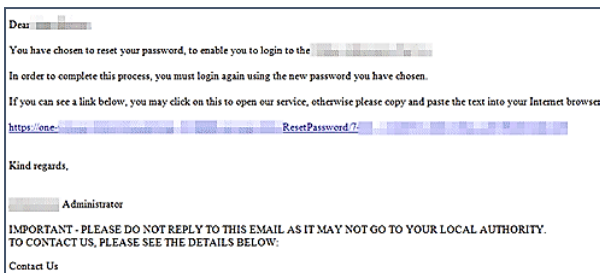 Dear
You have chosen to reset your password, to enable you to login to the
In order to complete this process, you must login again using the new password you have chosen.
If you can see a link below, you may click on this to open our service, otherwise please copy and paste the text into your Internet browser
https://one- ResetPassword/?-
Kind regards,
Administrator
IMPORTANT - PLEASE DO NOT REPLY TO THIS EMAIL AS IT MAY NOT GO TO YOUR LOCAL AUTHORITY.
TO CONTACT US, PLEASE SEE THE DETAILS BELOW:
Contact Us